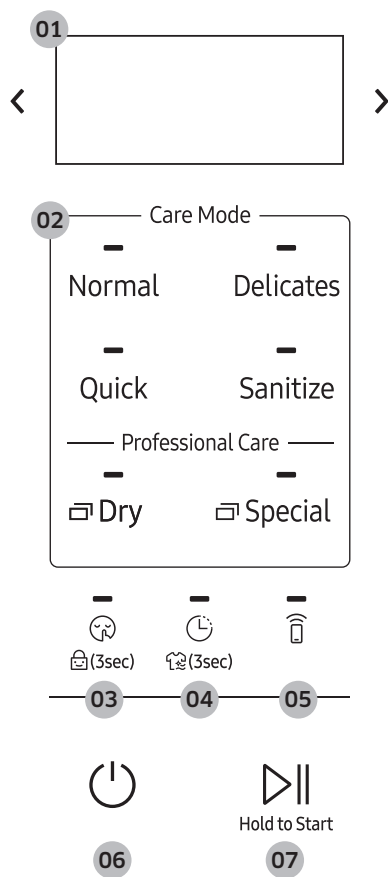 01
02
Care Mode
Normal Delicates
Quick Sanitize
Professional Care
Dry Special
(3sec) (3sec)
03 04 05
Hold to Start
06 07